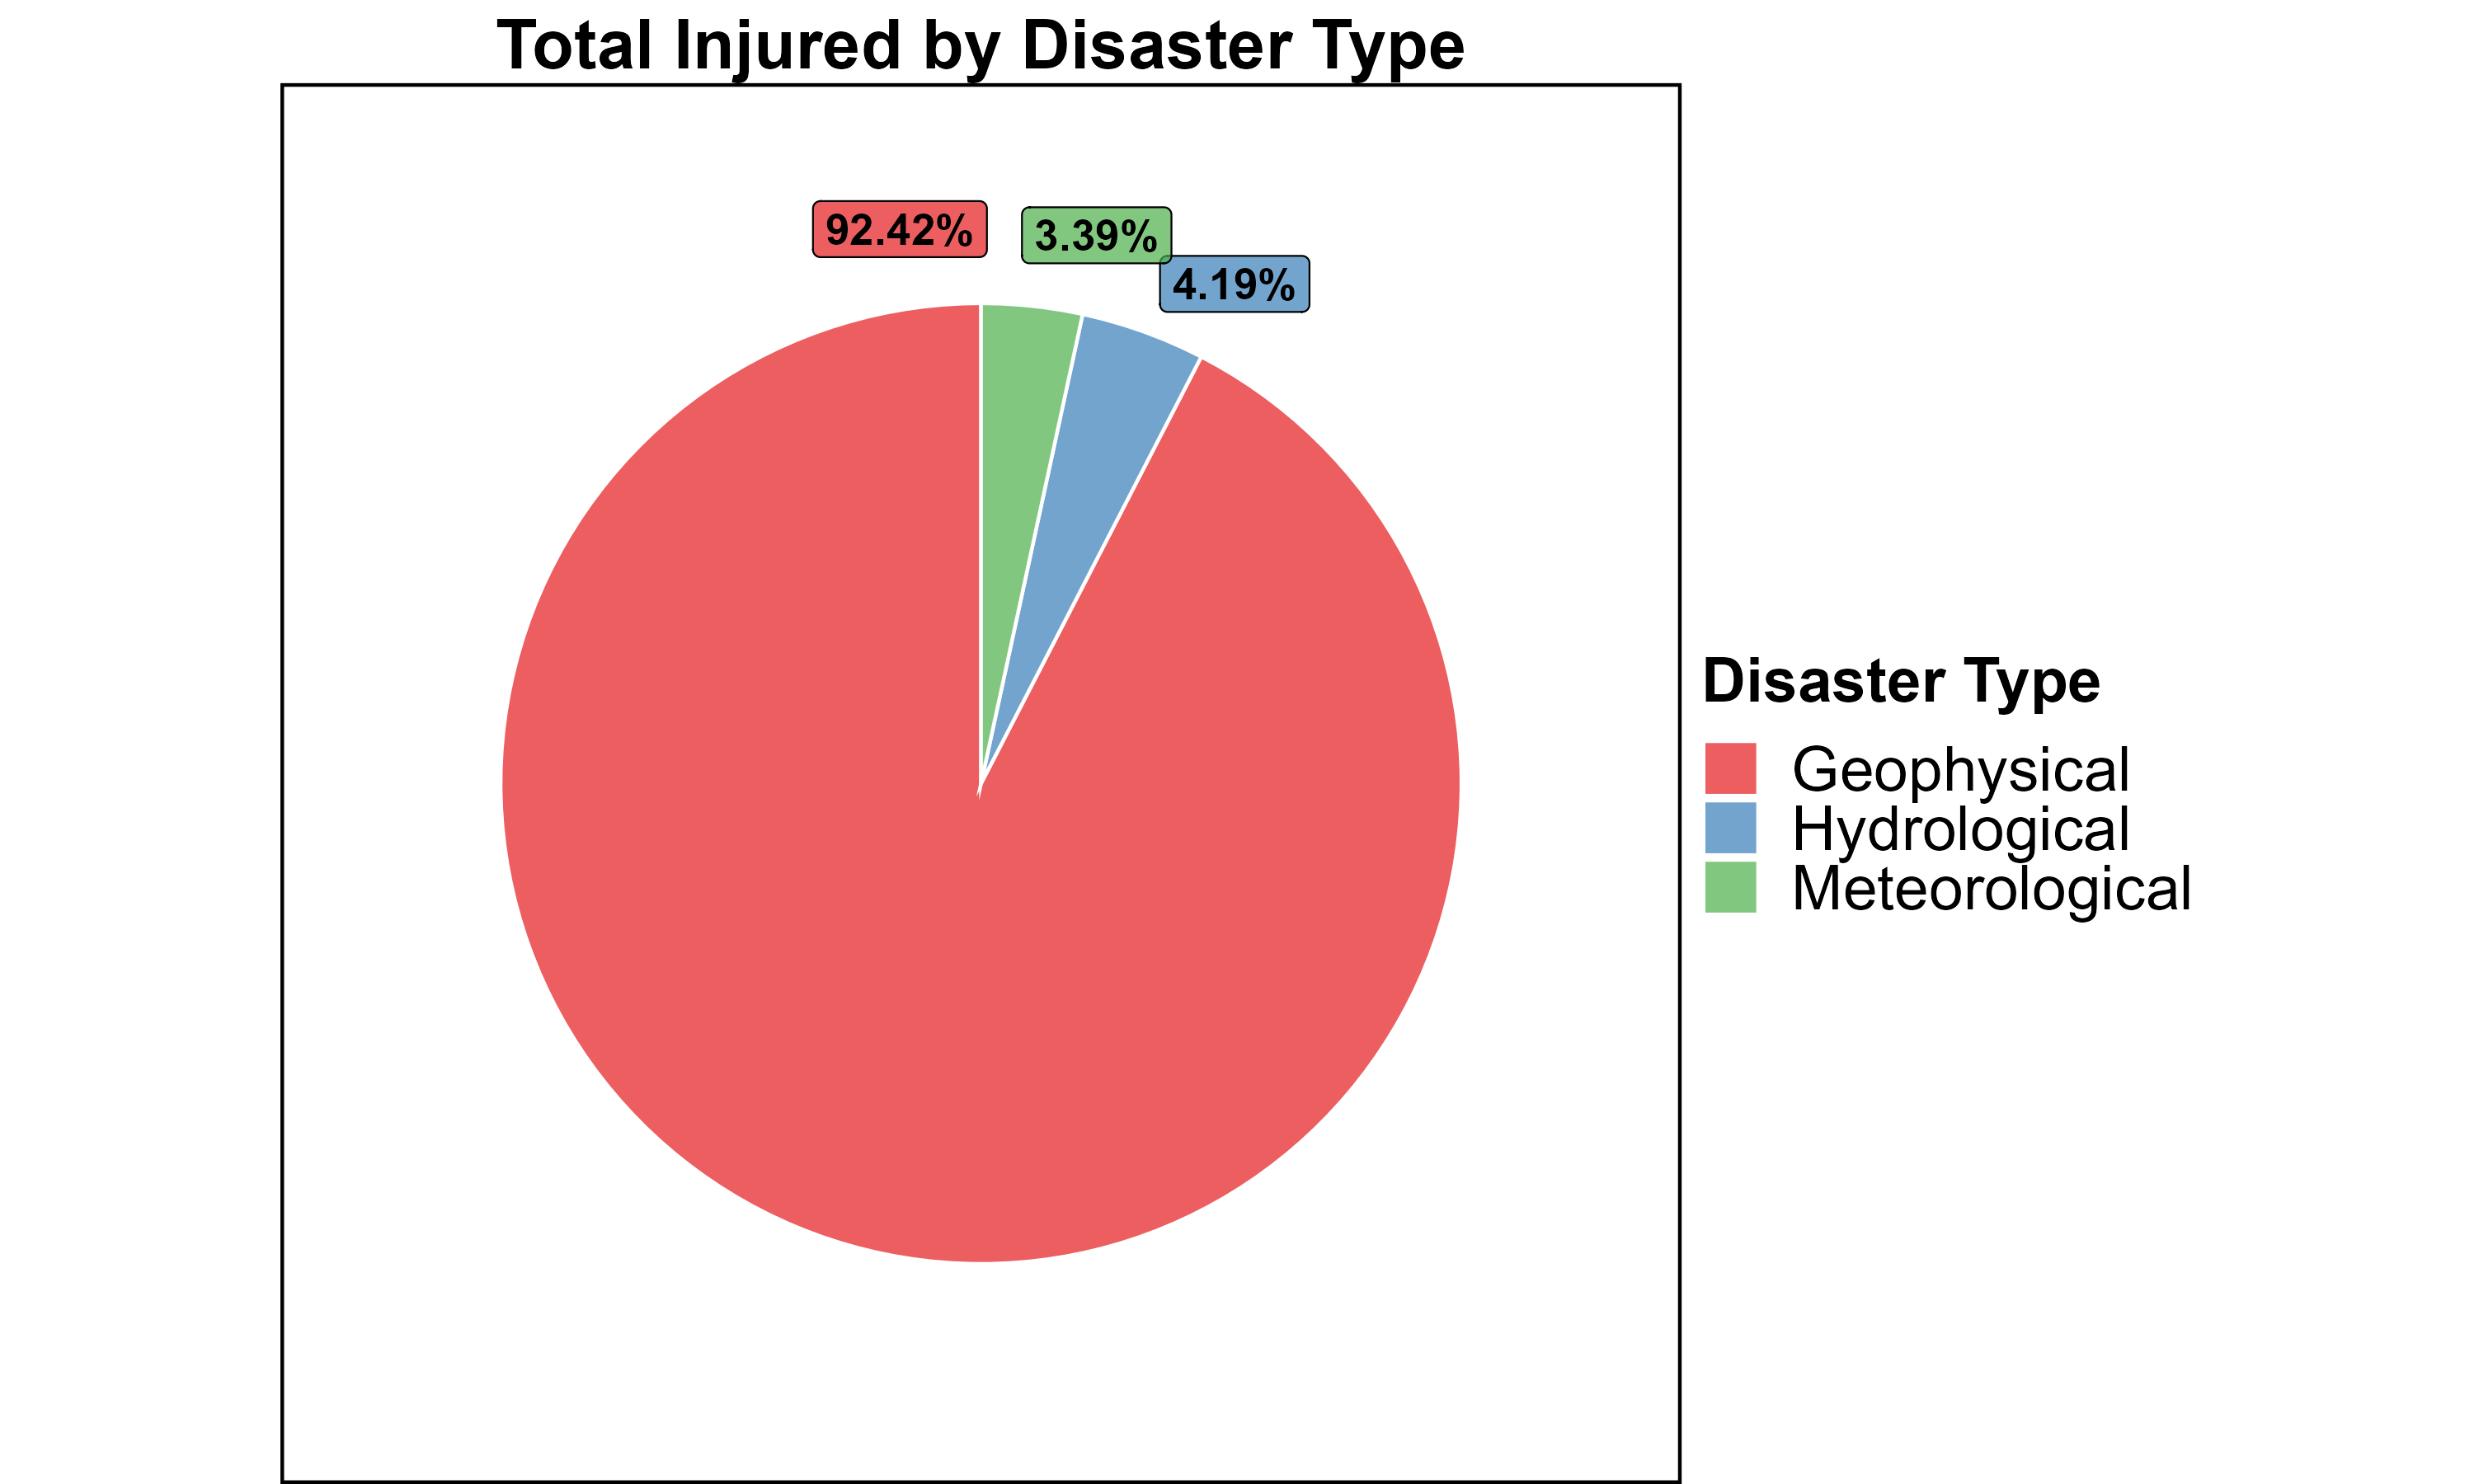 Total Injured by Disaster Type
92.42%
3.39%
4.19%
Disaster Type
Geophysical
Hydrological
Meteorological